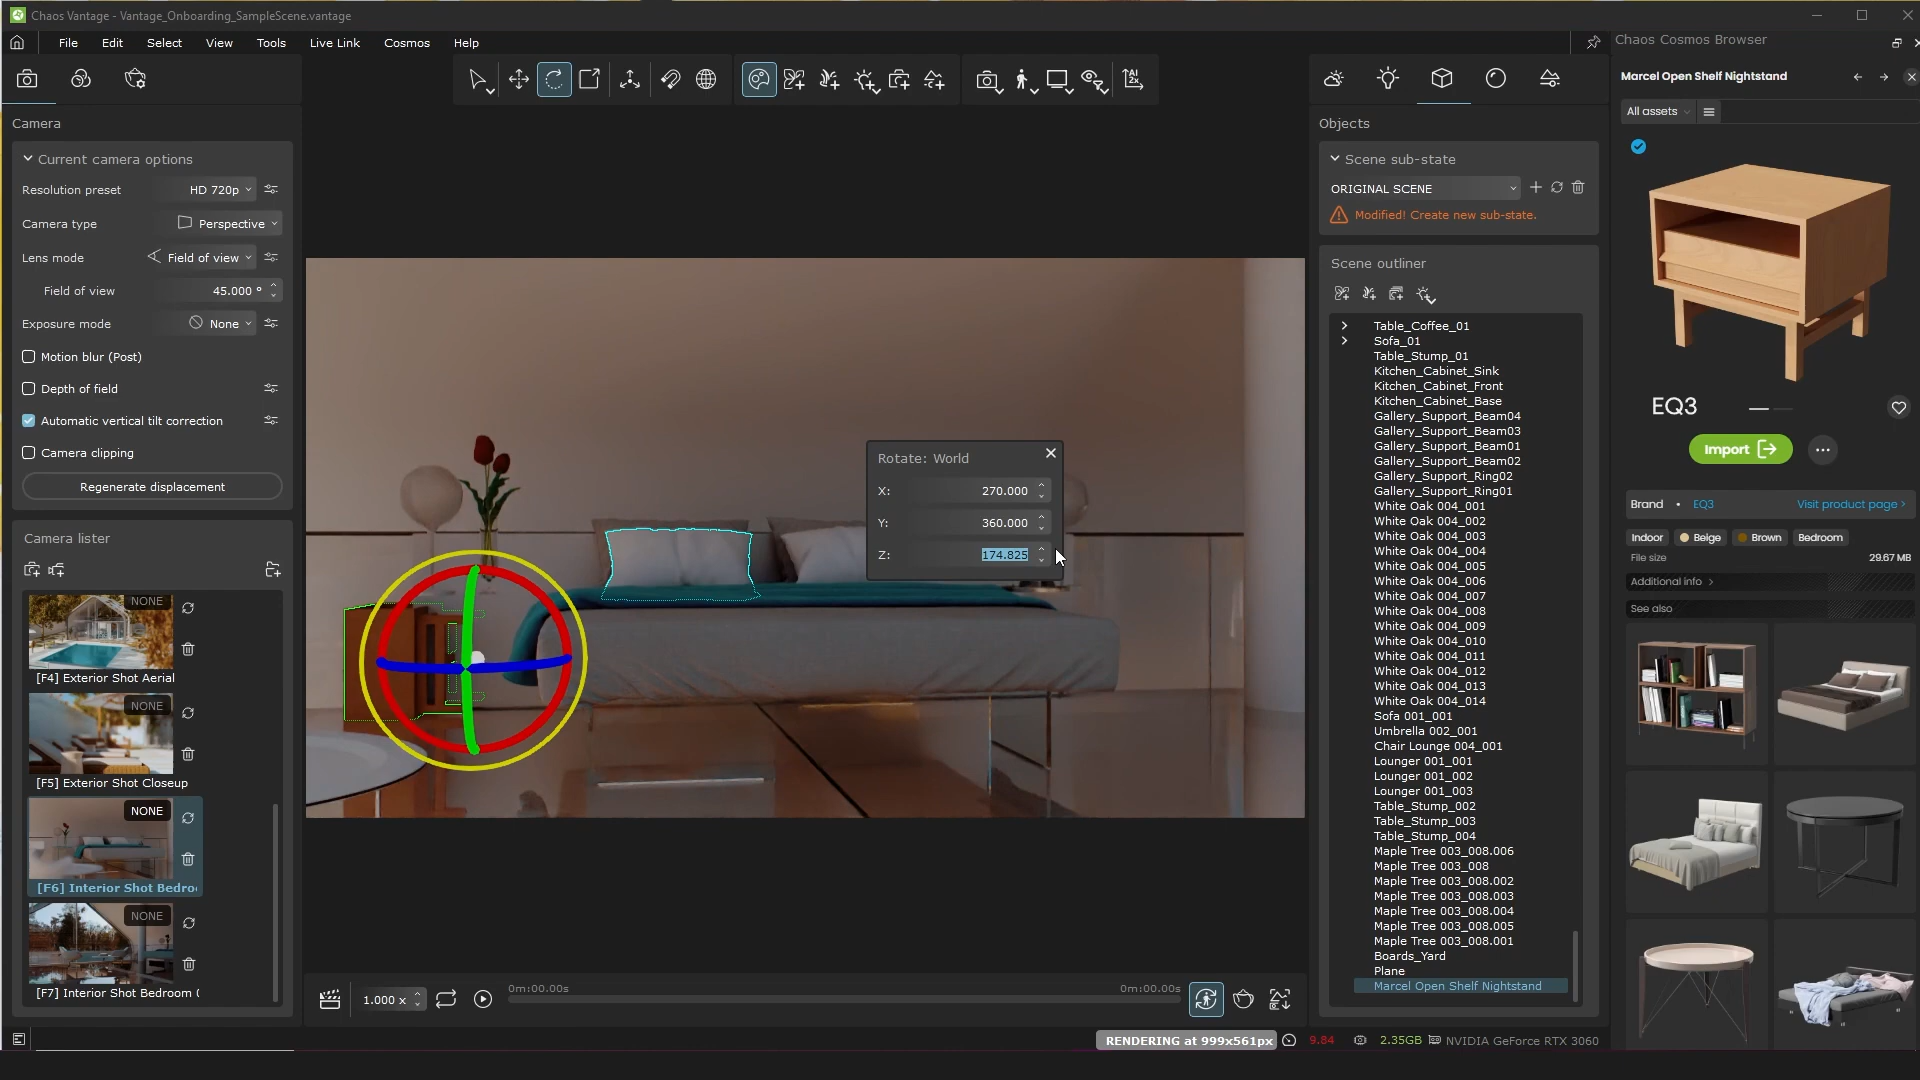 Chaos Vantage - Vantage_Onboarding_SampleScene.vantage
File Edit Select View Tools Live Link Cosmos Help
Chaos Cosmos Browser
Marcel Open Shelf Nightstand
All assets
Camera
Current camera options
Resolution preset HD 720p
Camera type Perspective
Lens mode Field of view
Field of view 45.000 °
Exposure mode None
Motion blur (Post)
Depth of field
Automatic vertical tilt correction
Camera clipping
Regenerate displacement
Camera lister
NONE
[F4] Exterior Shot Aerial
NONE
[F5] Exterior Shot Closeup
NONE
[F6] Interior Shot Bedro
NONE
[F7] Interior Shot Bedroom
AI
2x
Rotate: World
X: 270.000
Y: 360.000
Z: 174.825
1.000 x
0m:00.00s
0m:00.00s
Objects
Scene sub-state
ORIGINAL SCENE
Modified! Create new sub-state.
Scene outliner
Table_Coffee_01
Sofa_01
Table_Stump_01
Kitchen_Cabinet_Sink
Kitchen_Cabinet_Front
Kitchen_Cabinet_Base
Gallery_Support_Beam04
Gallery_Support_Beam03
Gallery_Support_Beam01
Gallery_Support_Beam02
Gallery_Support_Ring02
Gallery_Support_Ring01
White Oak 004_001
White Oak 004_002
White Oak 004_003
White Oak 004_004
White Oak 004_005
White Oak 004_006
White Oak 004_007
White Oak 004_008
White Oak 004_009
White Oak 004_010
White Oak 004_011
White Oak 004_012
White Oak 004_013
White Oak 004_014
Sofa 001_001
Umbrella 002_001
Chair Lounge 004_001
Lounger 001_001
Lounger 001_002
Lounger 001_003
Table_Stump_002
Table_Stump_003
Table_Stump_004
Maple Tree 003_008.006
Maple Tree 003_008
Maple Tree 003_008.002
Maple Tree 003_008.003
Maple Tree 003_008.004
Maple Tree 003_008.005
Maple Tree 003_008.001
Boards_Yard
Plane
Marcel Open Shelf Nightstand
EQ3
Import
Brand • EQ3 Visit product page >
Indoor Beige Brown Bedroom
File size 29.67 MB
Additional info >
See also
RENDERING at 999x561px 9.84 2.35GB NVIDIA GeForce RTX 3060